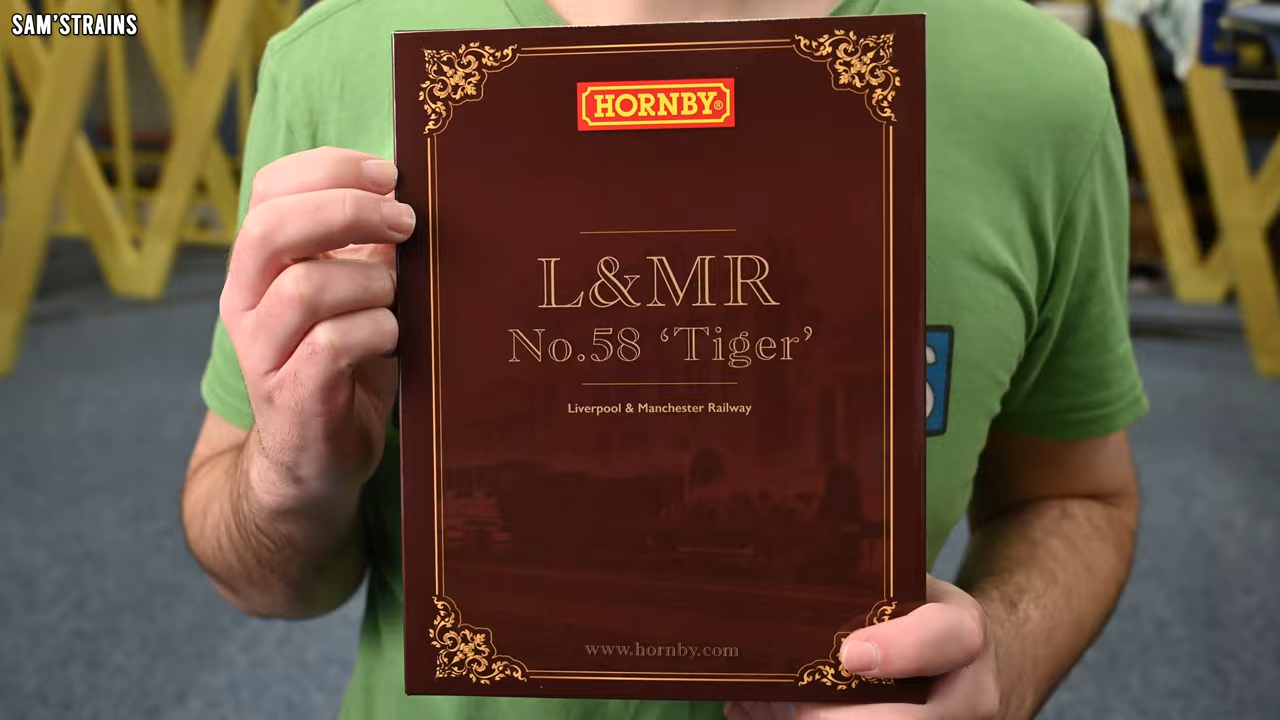 SAM'STRAINS
HORNBY®
L&MR
No.58 ‘Tiger’
Liverpool & Manchester Railway
www.hornby.com